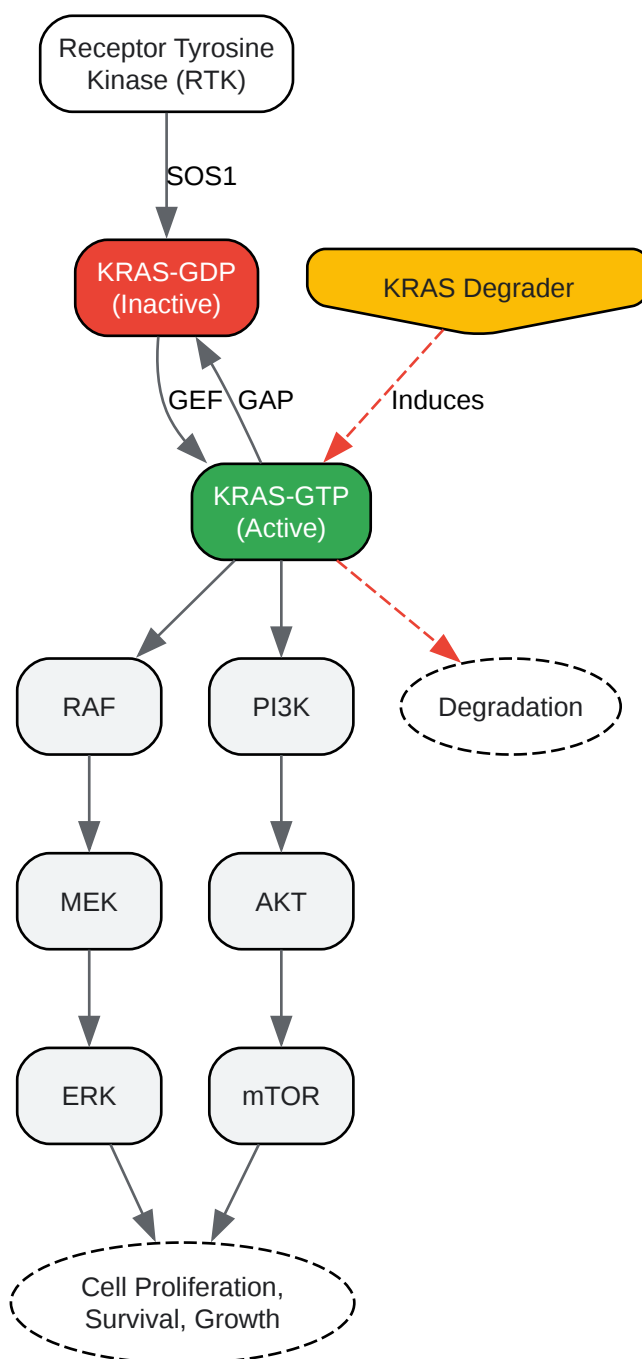 Receptor Tyrosine
Kinase (RTK)
SOS1
KRAS-GDP
(Inactive)
KRAS Degrader
GEF
GAP
Induces
KRAS-GTP
(Active)
RAF
PI3K
Degradation
MEK
AKT
ERK
mTOR
Cell Proliferation,
Survival, Growth